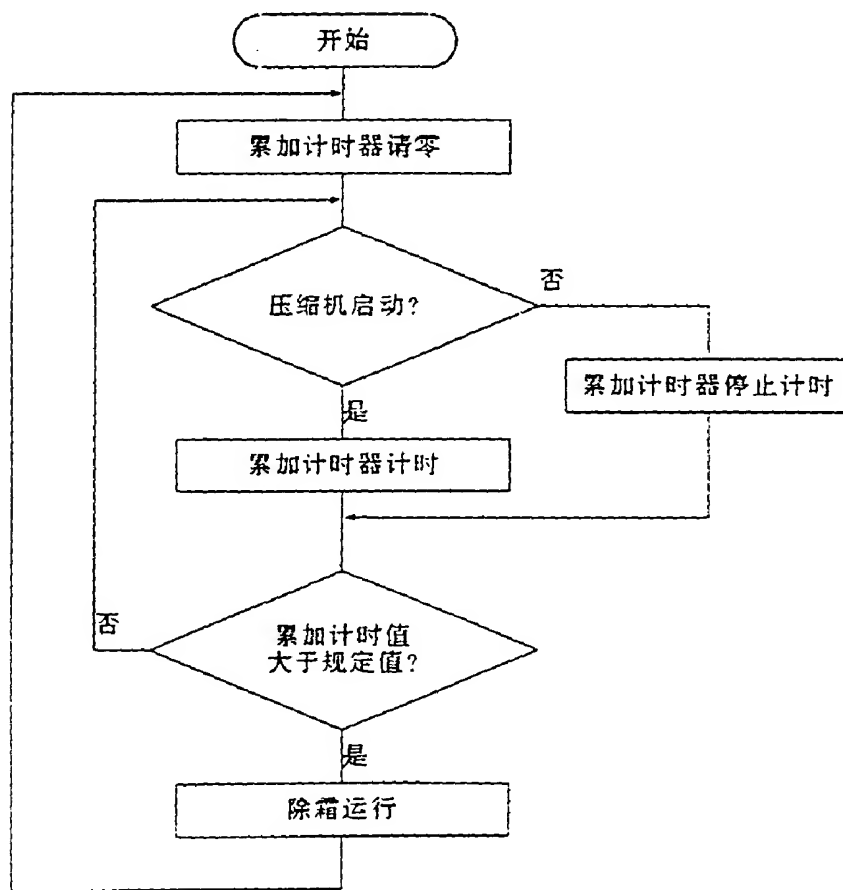 开始
累加计时器请零
压缩机启动?
否
累加计时器停止计时
是
累加计时器计时
否
累加计时值
大于规定值?
是
除霜运行